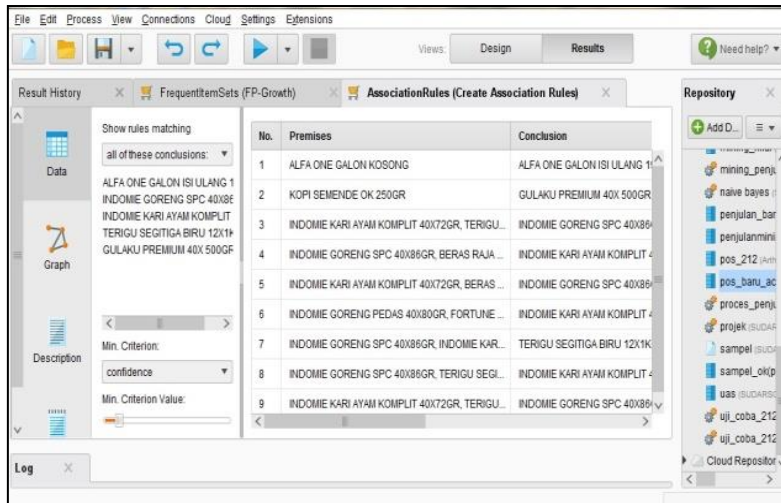 File Edit Process View Connections Cloud Settings Extensions
Views: Design Results Need help?
Result History
FrequentItemSets (FP-Growth)
AssociationRules (Create Association Rules)
Repository
Data
Graph
Description
Show rules matching
all of these conclusions:
ALFA ONE GALON ISI ULANG 1
INDOMIE GORENG SPC 40X86
INDOMIE KARI AYAM KOMPLIT
TERIGU SEGITIGA BIRU 12X1K
GULAKU PREMIUM 40X 500GF
Min. Criterion:
confidence
Min. Criterion Value:
No. Premises Conclusion
1 ALFA ONE GALON KOSONG ALFA ONE GALON ISI ULANG 1
2 KOPI SEMENDE OK 250GR GULAKU PREMIUM 40X 500GR
3 INDOMIE KARI AYAM KOMPLIT 40X72GR, TERIGU... INDOMIE GORENG SPC 40X86
4 INDOMIE GORENG SPC 40X86GR, BERAS RAJA ... INDOMIE KARI AYAM KOMPLIT 4
5 INDOMIE KARI AYAM KOMPLIT 40X72GR, BERAS ... INDOMIE GORENG SPC 40X86
6 INDOMIE GORENG PEDAS 40X80GR, FORTUNE ... INDOMIE KARI AYAM KOMPLIT 4
7 INDOMIE GORENG SPC 40X86GR, INDOMIE KAR... TERIGU SEGITIGA BIRU 12X1K
8 INDOMIE GORENG SPC 40X86GR, TERIGU SEGI... INDOMIE KARI AYAM KOMPLIT 4
9 INDOMIE KARI AYAM KOMPLIT 40X72GR, TERIGU... INDOMIE GORENG SPC 40X86
Add D...
mining_penju
naive bayes
penjulan_bar
penjulanmini
pos_212
pos_baru_ac
proces_penju
projek
sampel
sampel_ok(p
uas
uji_coba_212
uji_coba_212
Cloud Repositor
Log